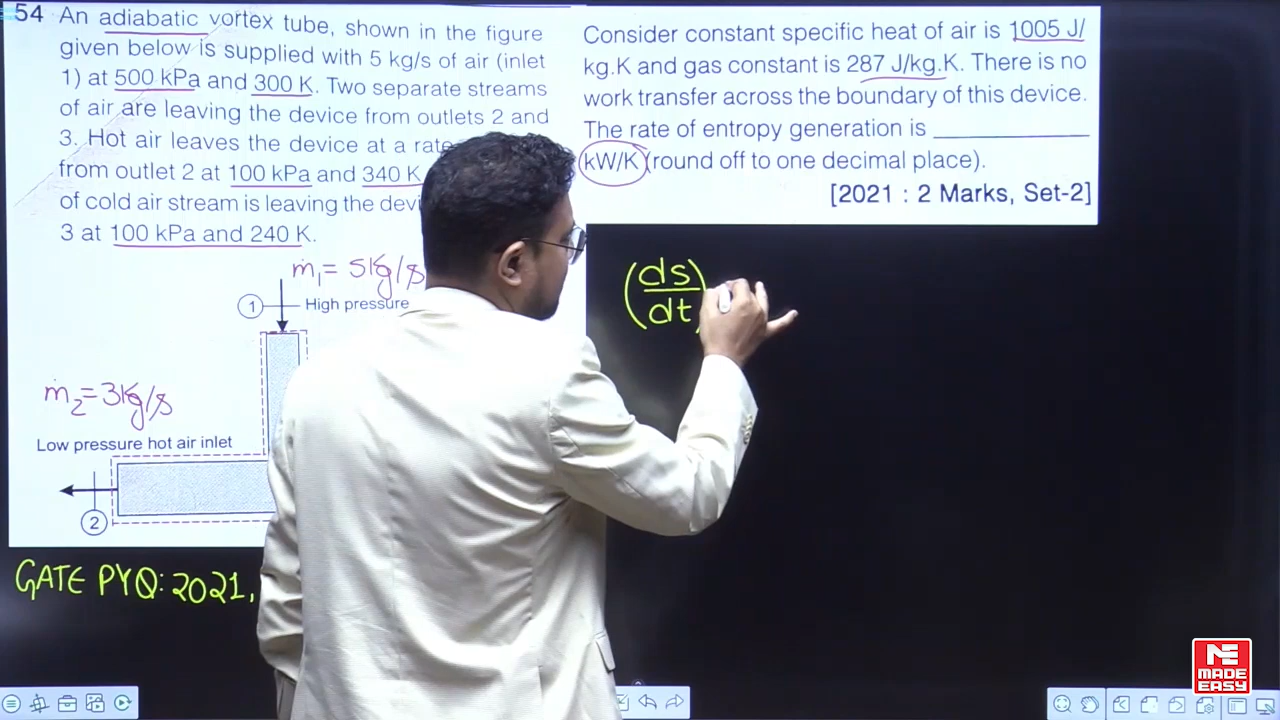 54 An adiabatic vortex tube, shown in the figure
given below is supplied with 5 kg/s of air (inlet
1) at 500 kPa and 300 K. Two separate streams
of air are leaving the device from outlets 2 and
3. Hot air leaves the device at a rate
from outlet 2 at 100 kPa and 340 K
of cold air stream is leaving the
3 at 100 kPa and 240 K.
ṁ1 = 5kg/s
1 High pressure
ṁ2 = 3kg/s
Low pressure hot air inlet
2
GATE PYQ: 2021,
Consider constant specific heat of air is 1005 J/
kg.K and gas constant is 287 J/kg.K. There is no
work transfer across the boundary of this device.
The rate of entropy generation is ___________
kW/K (round off to one decimal place).
[2021 : 2 Marks, Set-2]
(ds/dt)
ME
MADE
EASY